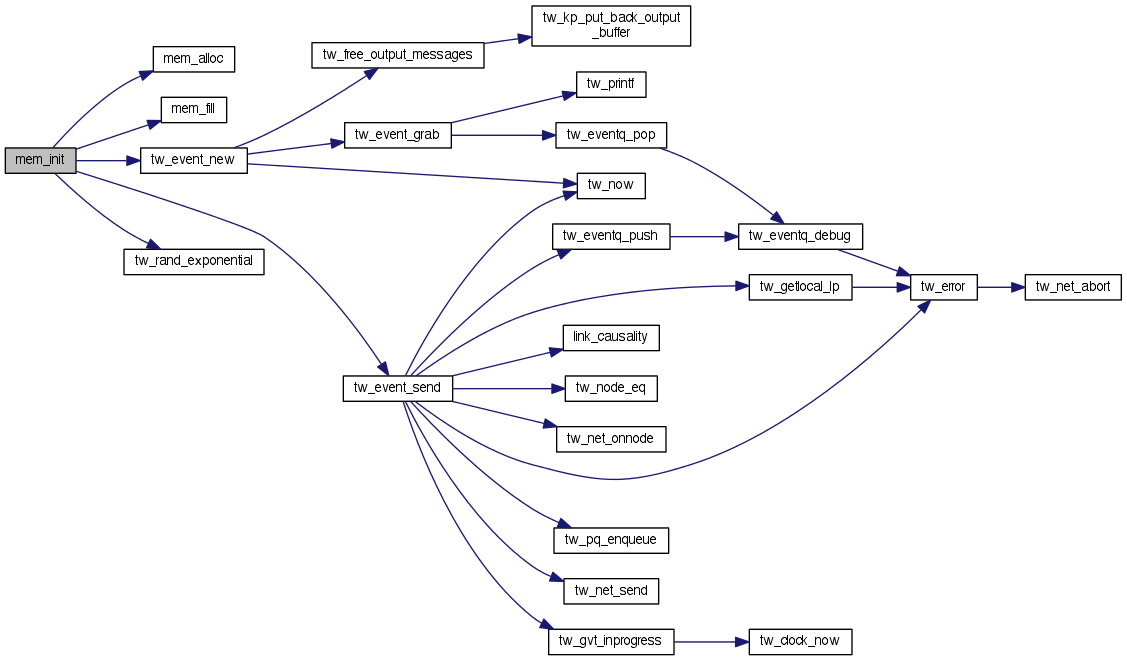 tw_kp_put_back_output
_buffer
mem_alloc
tw_free_output_messages
tw_printf
mem_fill
tw_event_grab
tw_eventq_pop
mem_init
tw_event_new
tw_now
tw_eventq_push
tw_eventq_debug
tw_rand_exponential
tw_getlocal_lp
tw_error
tw_net_abort
link_causality
tw_event_send
tw_node_eq
tw_net_onnode
tw_pq_enqueue
tw_net_send
tw_gvt_inprogress
tw_clock_now